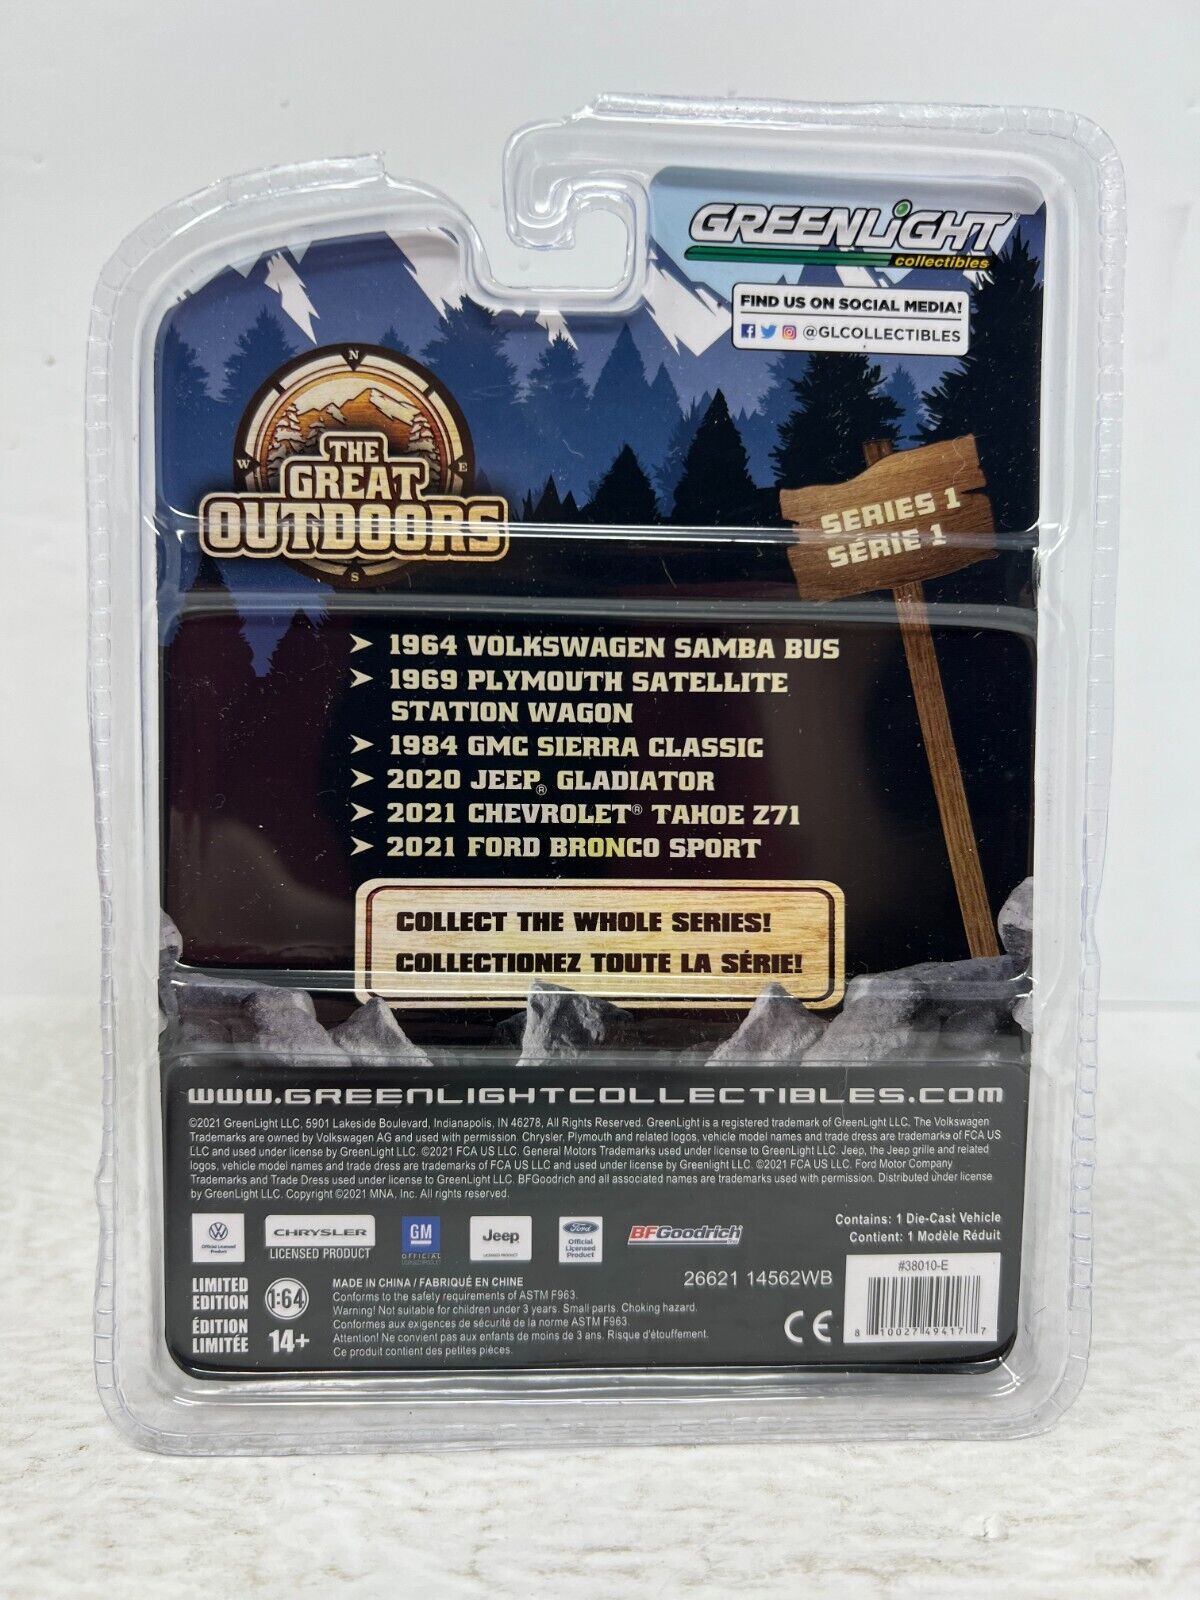 GREENLIGHT®
collectibles
FIND US ON SOCIAL MEDIA!
@GLCOLLECTIBLES
N
W
E
S
THE
GREAT
OUTDOORS
SERIES 1
SÉRIE 1
➤ 1964 VOLKSWAGEN SAMBA BUS
➤ 1969 PLYMOUTH SATELLITE
STATION WAGON
➤ 1984 GMC SIERRA CLASSIC
➤ 2020 JEEP® GLADIATOR
➤ 2021 CHEVROLET® TAHOE Z71
➤ 2021 FORD BRONCO SPORT
COLLECT THE WHOLE SERIES!
COLLECTIONEZ TOUTE LA SÉRIE!
WWW.GREENLIGHTCOLLECTIBLES.COM
©2021 GreenLight LLC, 5901 Lakeside Boulevard, Indianapolis, IN 46278, All Rights Reserved. GreenLight is a registered trademark of GreenLight LLC. The Volkswagen
Trademarks are owned by Volkswagen AG and used with permission. Chrysler, Plymouth and related logos, vehicle model names and trade dress are trademarks of FCA US
LLC and used under license by GreenLight LLC. ©2021 FCA US LLC. General Motors Trademarks used under license to GreenLight LLC. Jeep, the Jeep grille and related
logos, vehicle model names and trade dress are trademarks of FCA US LLC and used under license by Greenlight LLC. ©2021 FCA US LLC. Ford Motor Company
Trademarks and Trade Dress used under license to GreenLight LLC. BFGoodrich and all associated names are trademarks used with permission. Distributed under license
by GreenLight LLC. Copyright ©2021 MNA, Inc. All rights reserved.
Official Licensed
Product
CHRYSLER
LICENSED PRODUCT
GM
OFFICIAL
Jeep
LICENSED PRODUCT
Ford
Official
Licensed
Product
BFGoodrich
Contains: 1 Die-Cast Vehicle
Contient: 1 Modèle Réduit
LIMITED
EDITION
ÉDITION
LIMITÉE
1:64
14+
MADE IN CHINA / FABRIQUÉ EN CHINE
Conforms to the safety requirements of ASTM F963.
Warning! Not suitable for children under 3 years. Small parts. Choking hazard.
Conformes aux exigences de sécurité de la norme ASTM F963.
Attention! Ne convient pas aux enfants de moins de 3 ans. Risque d'étouffement.
Ce produit contient des petites pièces.
26621 14562WB
CE
#38010-E
8 10027 49417 7